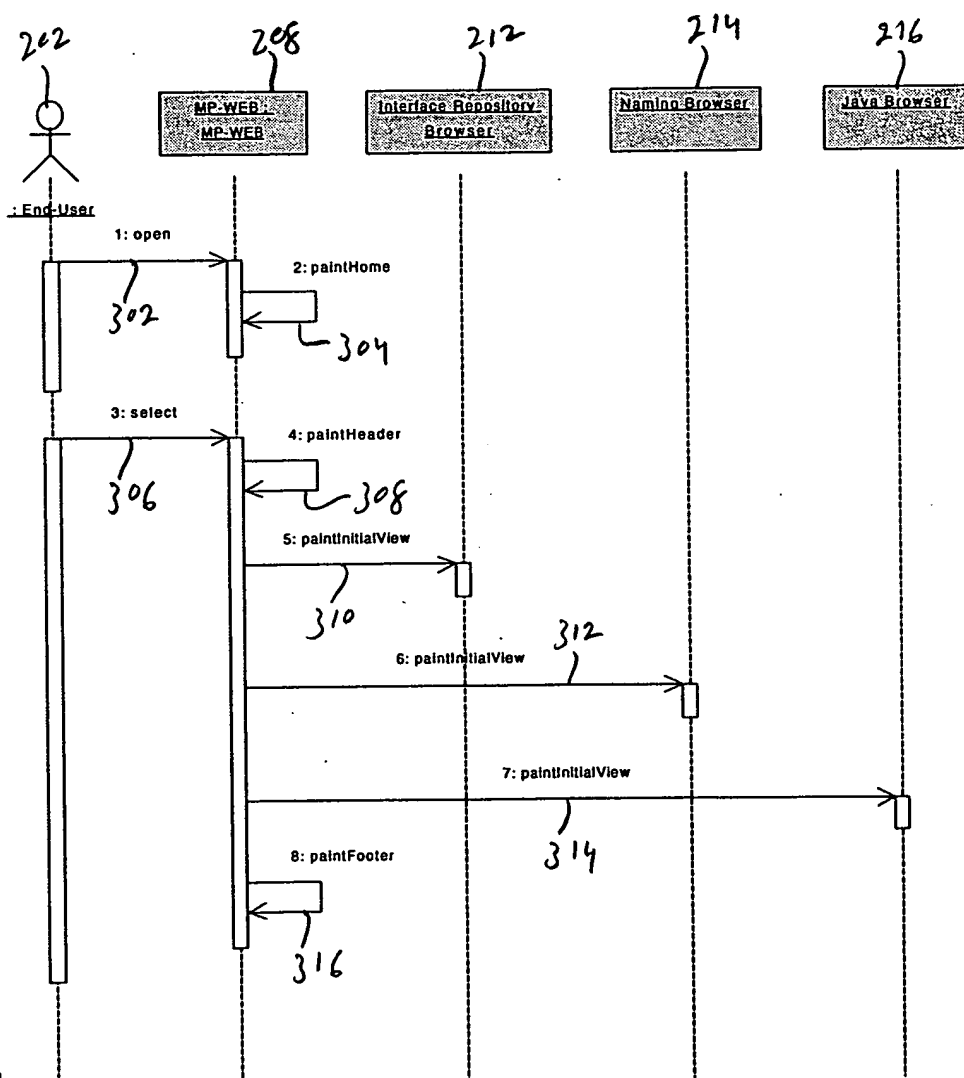 202
208
212
214
216
MP-WEB :
MP-WEB
Interface Repository
Browser
Naming Browser
Java Browser
: End-User
1: open
302
2: paintHome
304
3: select
306
4: paintHeader
308
5: paintInitialView
310
312
6: paintInitialView
7: paintInitialView
314
8: paintFooter
316